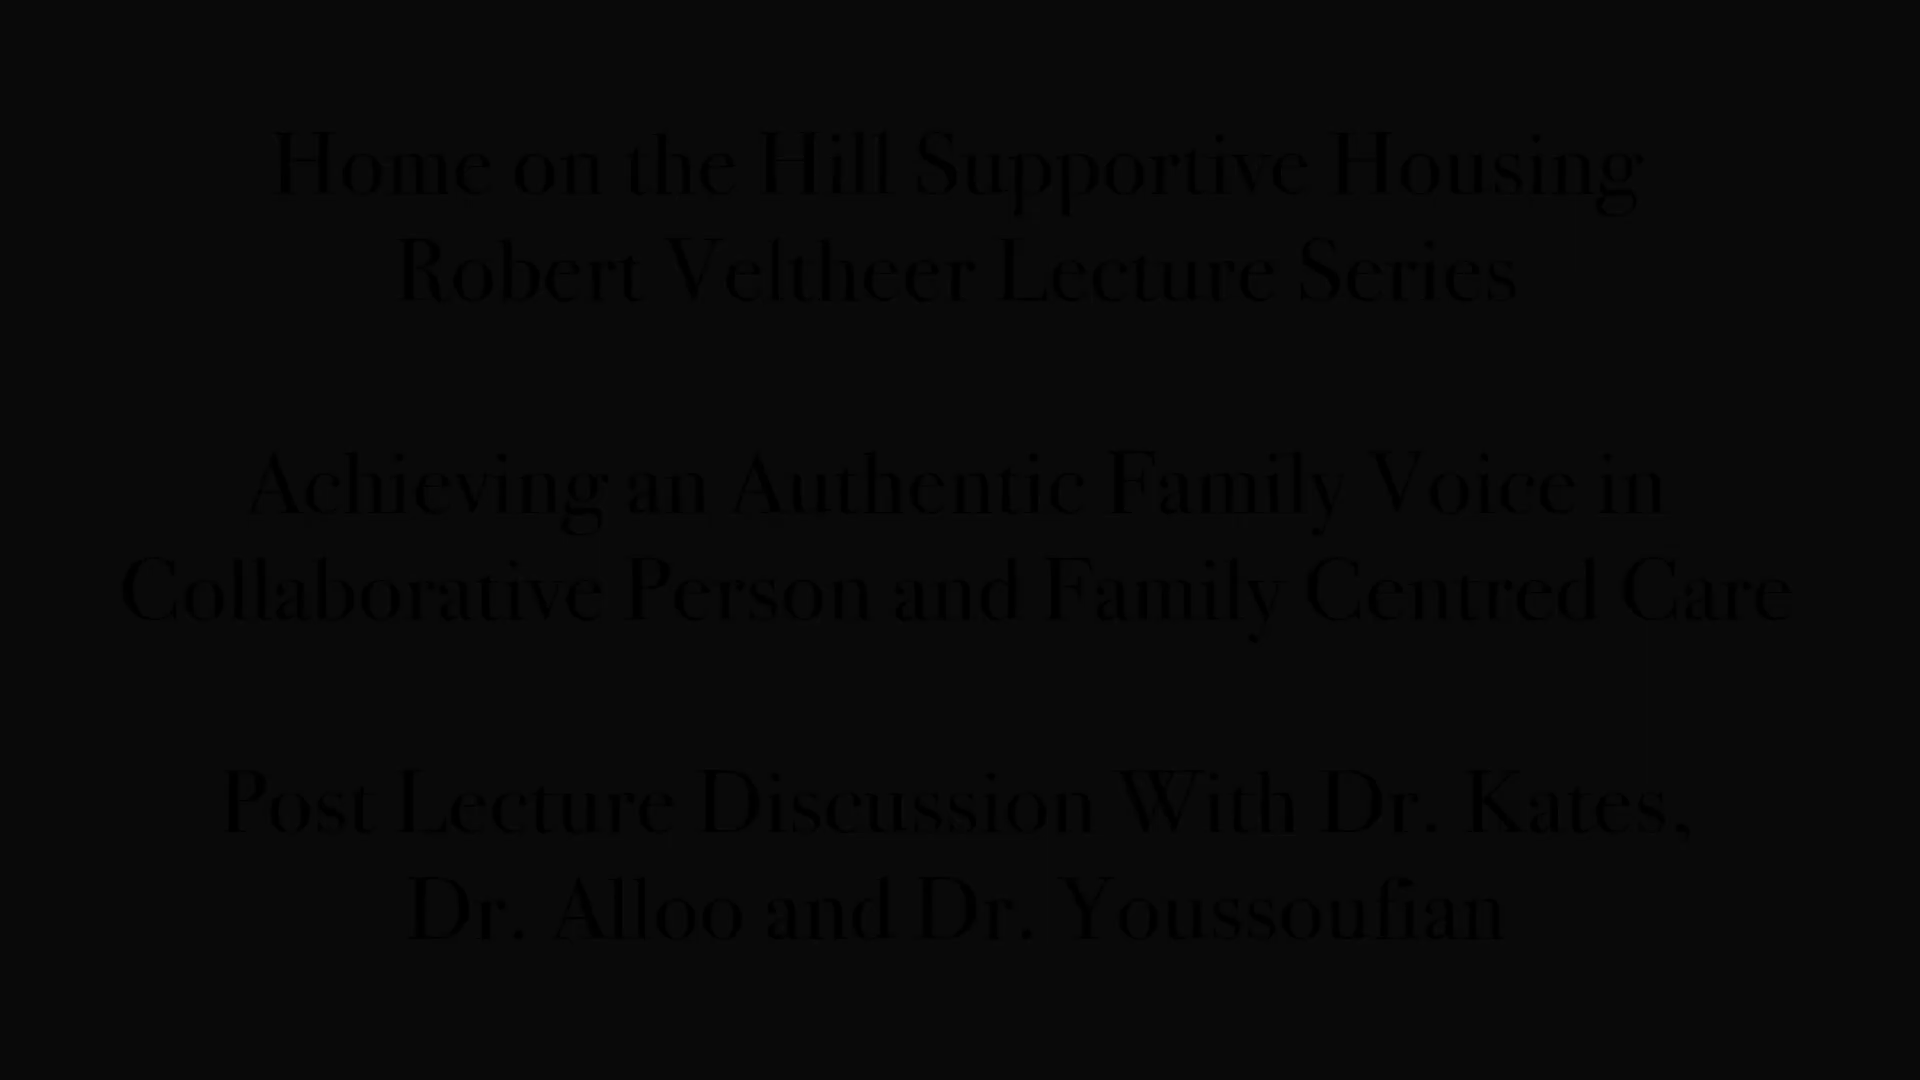 Home on the Hill Supportive Housing
Robert Veltheer Lecture Series
Achieving an Authentic Family Voice in
Collaborative Person and Family Centred Care
Post Lecture Discussion With Dr. Kates,
Dr. Alloo and Dr. Youssoufian